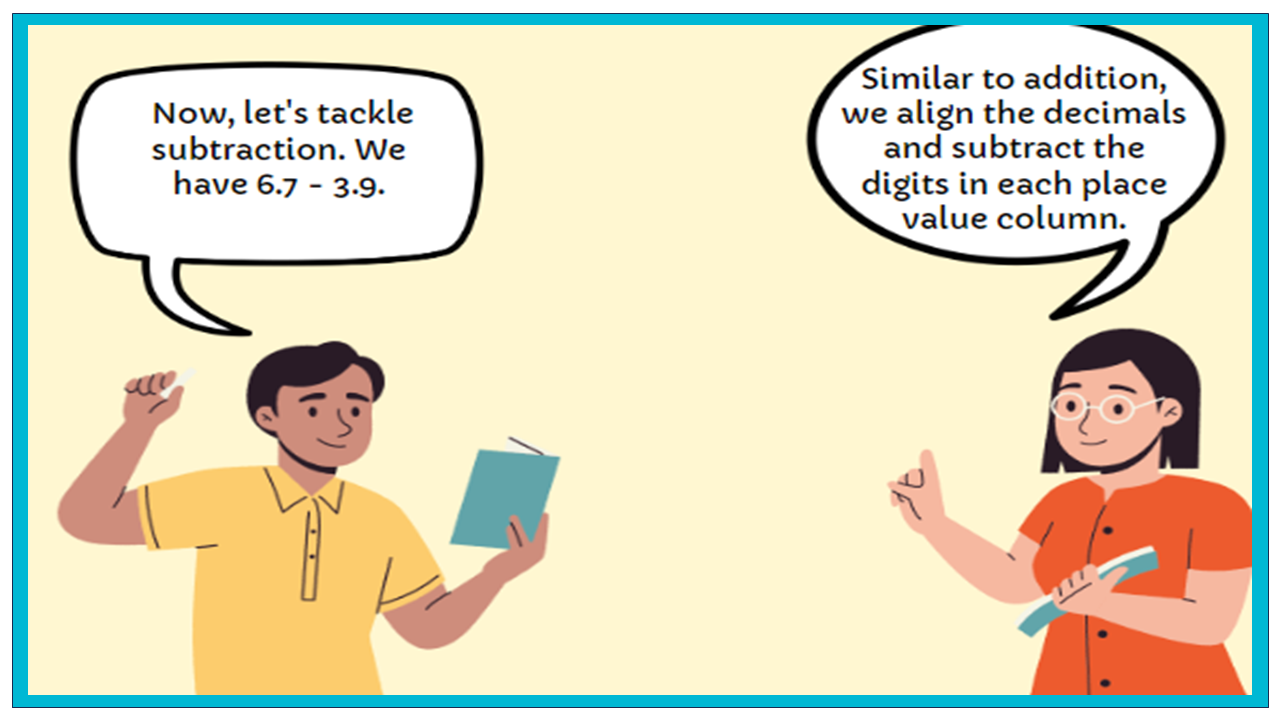 Now, let's tackle
subtraction. We
have 6.7 - 3.9.
Similar to addition,
we align the decimals
and subtract the
digits in each place
value column.